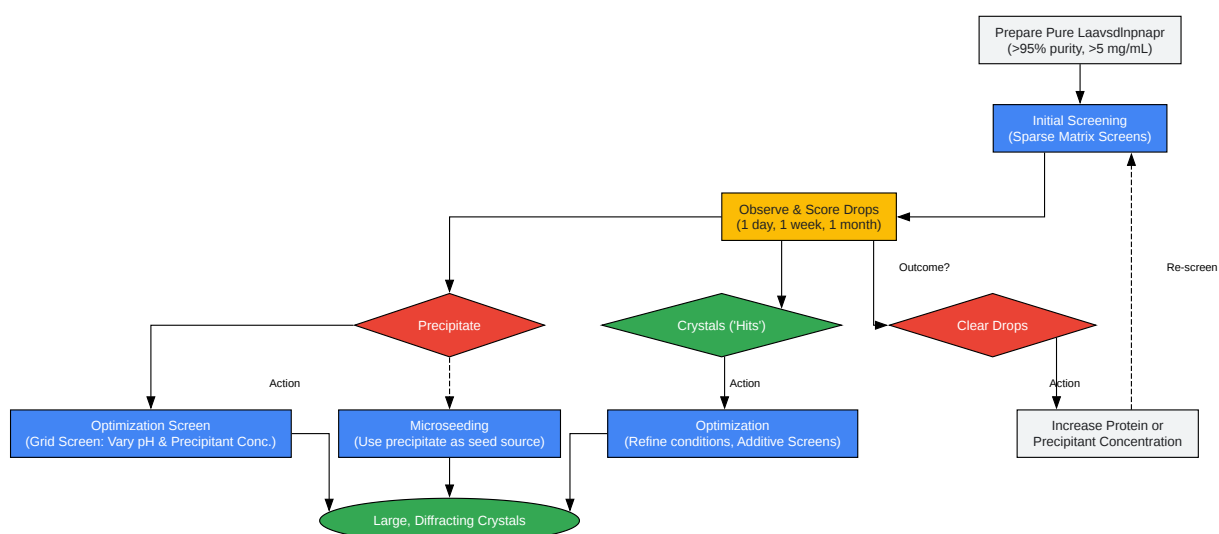 Prepare Pure Laavsdlnpnapr
(>95% purity, >5 mg/mL)
Initial Screening
(Sparse Matrix Screens)
Observe & Score Drops
(1 day, 1 week, 1 month)
Outcome?
Re-screen
Precipitate
Crystals ('Hits')
Clear Drops
Action
Action
Action
Optimization Screen
(Grid Screen: Vary pH & Precipitant Conc.)
Microseeding
(Use precipitate as seed source)
Optimization
(Refine conditions, Additive Screens)
Increase Protein or
Precipitant Concentration
Large, Diffracting Crystals